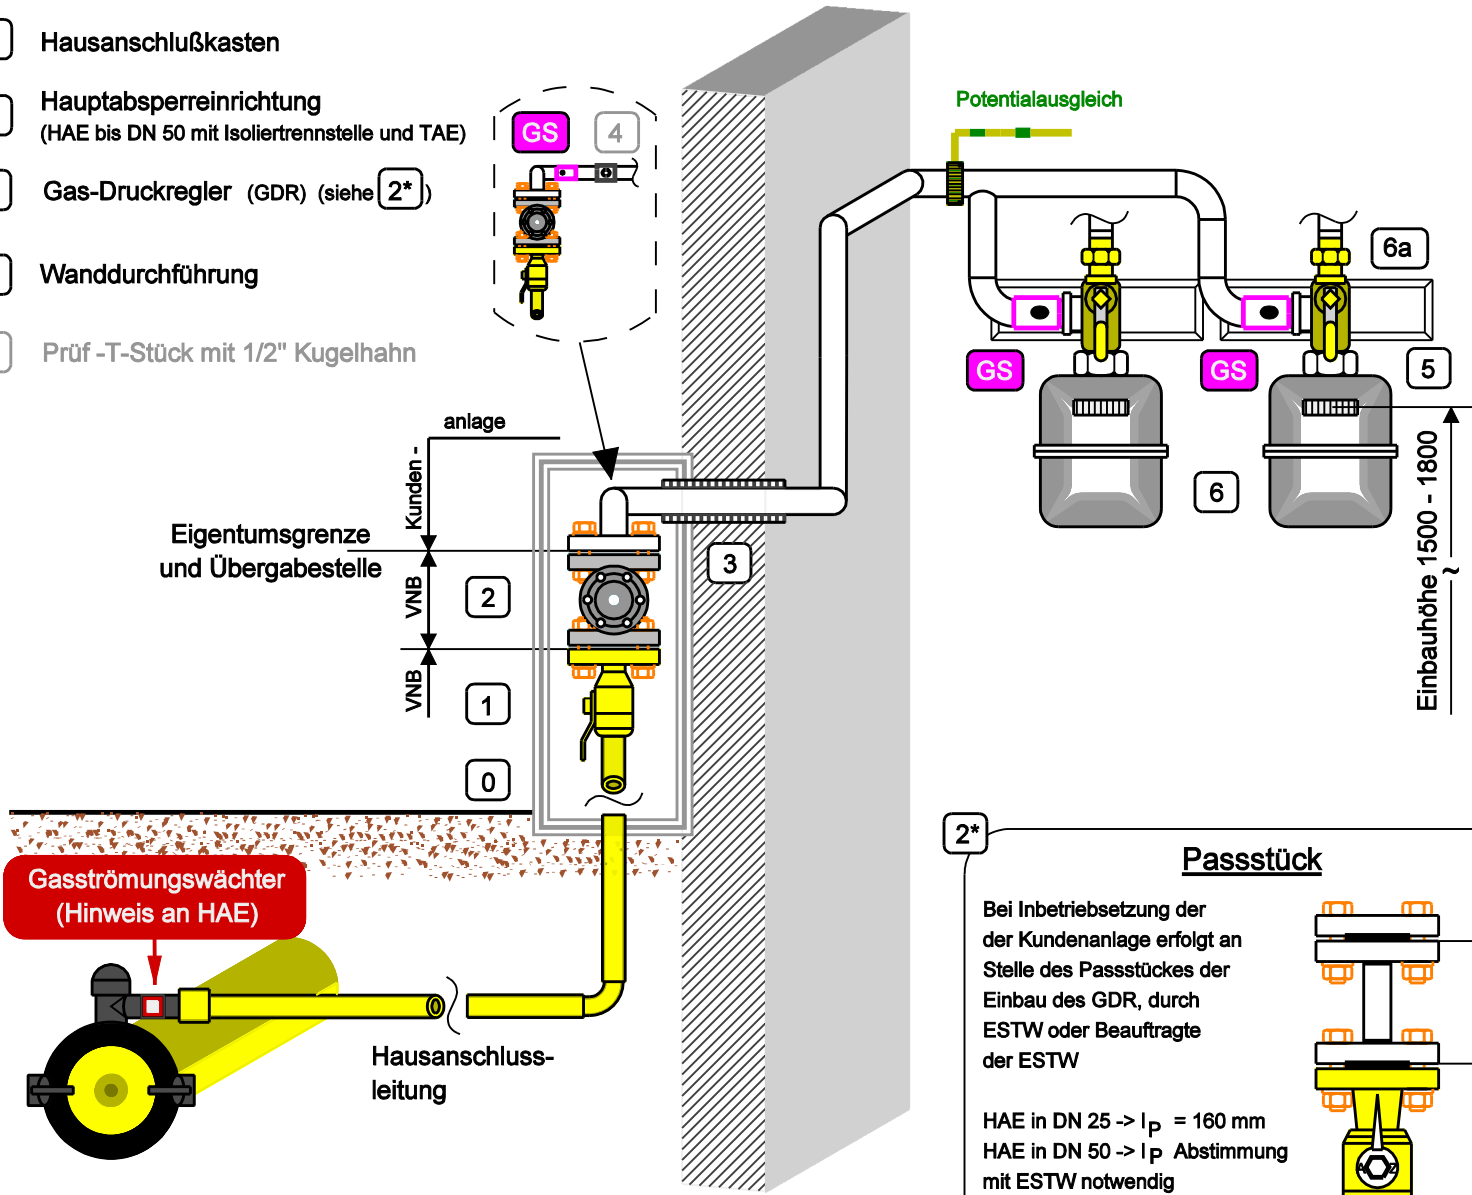 Hausanschlußkasten
Hauptabsperreinrichtung
(HAE bis DN 50 mit Isoliertrennstelle und TAE)
Gas-Druckregler (GDR) (siehe 2*)
Wanddurchführung
Prüf -T-Stück mit 1/2" Kugelhahn
GS 4
Potentialausgleich
6a
GS
GS
5
6
Einbauhöhe 1500 - 1800
anlage
Kunden -
Eigentumsgrenze
und Übergabestelle
VNB
2
3
VNB
1
0
Gasströmungswächter
(Hinweis an HAE)
Hausanschluss-
leitung
2*
Passstück
Bei Inbetriebsetzung der
der Kundenanlage erfolgt an
Stelle des Passstückes der
Einbau des GDR, durch
ESTW oder Beauftragte
der ESTW
HAE in DN 25 -> l P = 160 mm
HAE in DN 50 -> l P Abstimmung
mit ESTW notwendig
A Z